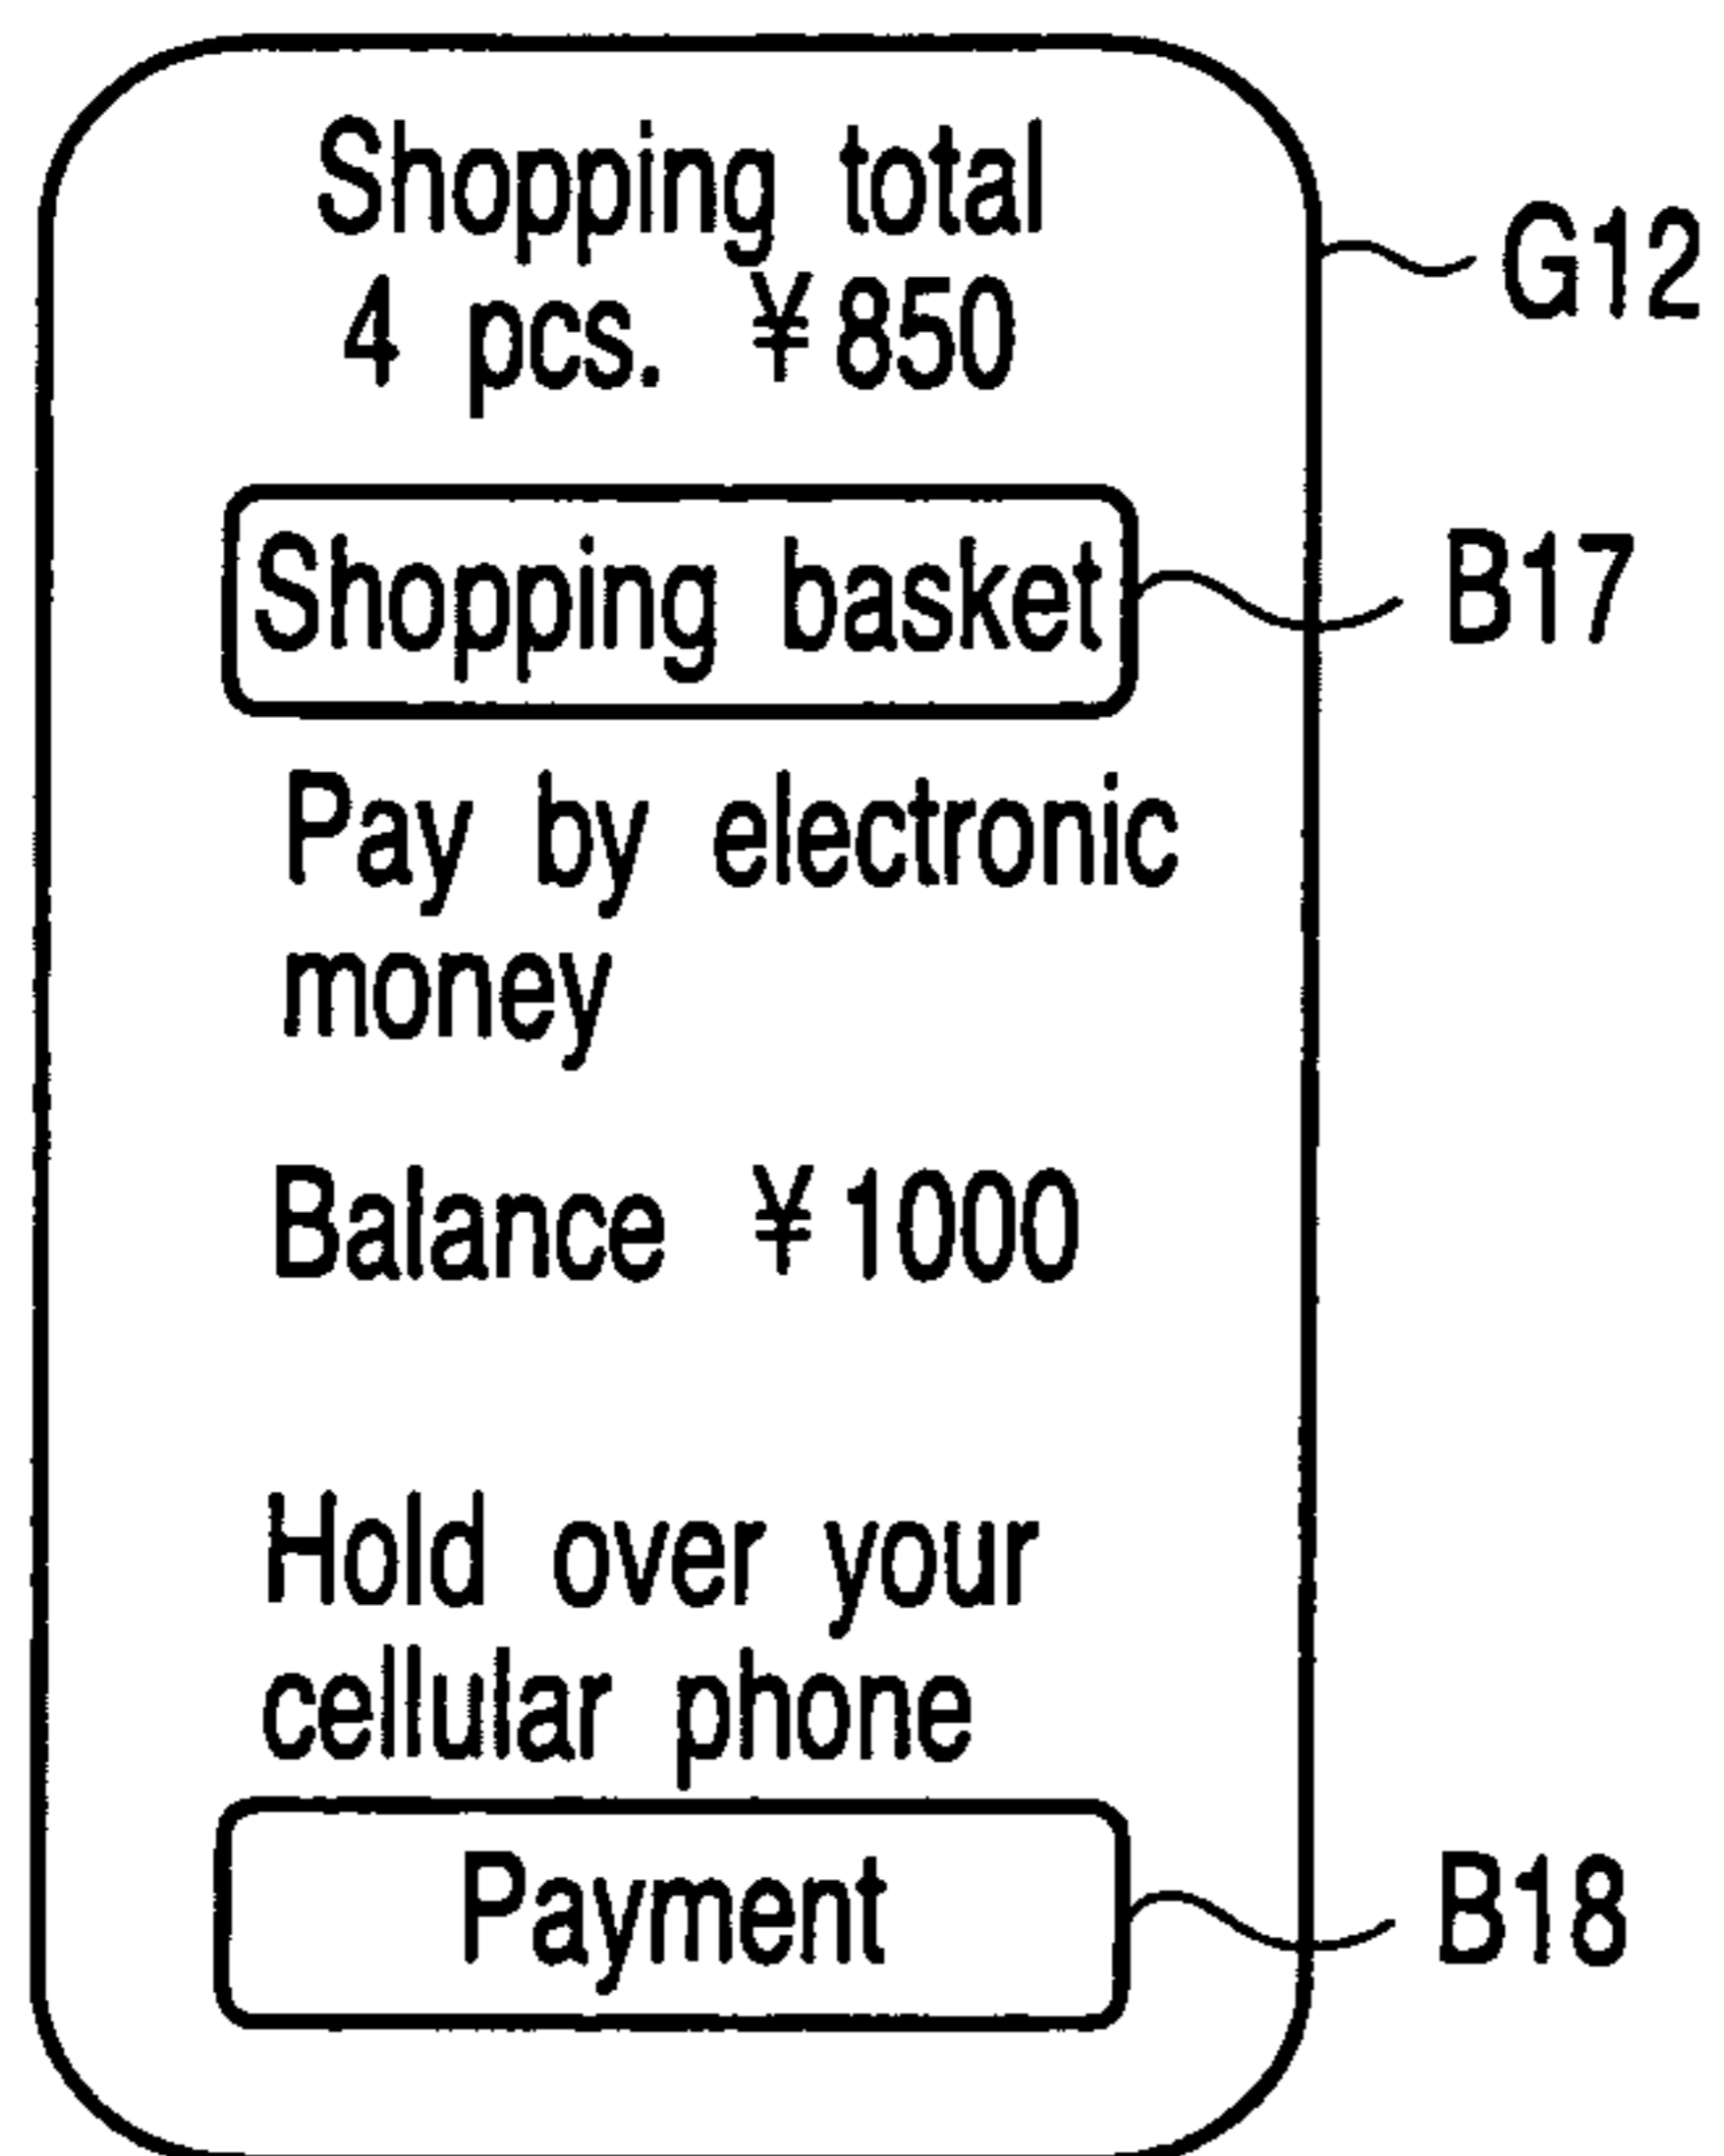 Shopping total
4 pcs. ¥850
G12
Shopping basket
B17
Pay by electronic
money
Balance ¥1000
Hold over your
cellular phone
Payment
B18